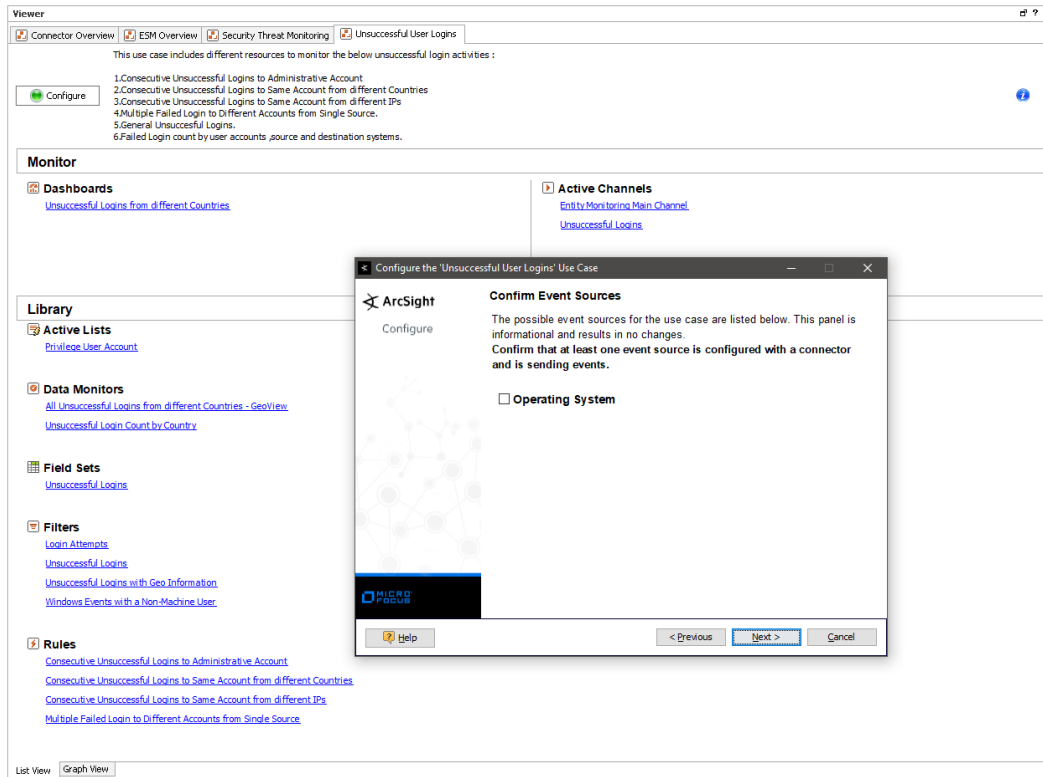 Viewer
?
Connector Overview ESM Overview Security Threat Monitoring Unsuccessful User Logins
This use case includes different resources to monitor the below unsuccessful login activities :
Configure
1.Consecutive Unsuccessful Logins to Administrative Account
2.Consecutive Unsuccessful Logins to Same Account from different Countries
3.Consecutive Unsuccessful Logins to Same Account from different IPs
4.Multiple Failed Login to Different Accounts from Single Source.
5.General Unsuccesful Logins.
6.Failed Login count by user accounts ,source and destination systems.
Monitor
Dashboards
Unsuccessful Logins from different Countries
Active Channels
Entity Monitoring Main Channel
Unsuccessful Logins
Library
Active Lists
Privilege User Account
Data Monitors
All Unsuccessful Logins from different Countries - GeoView
Unsuccessful Login Count by Country
Field Sets
Unsuccessful Logins
Filters
Login Attempts
Unsuccessful Logins
Unsuccessful Logins with Geo Information
Windows Events with a Non-Machine User
Rules
Consecutive Unsuccessful Logins to Administrative Account
Consecutive Unsuccessful Logins to Same Account from different Countries
Consecutive Unsuccessful Logins to Same Account from different IPs
Multiple Failed Login to Different Accounts from Single Source
Configure the 'Unsuccessful User Logins' Use Case
ArcSight
Configure
Confirm Event Sources
The possible event sources for the use case are listed below. This panel is
informational and results in no changes.
Confirm that at least one event source is configured with a connector
and is sending events.
Operating System
MICRO
FOCUS
Help
< Previous Next > Cancel
List View Graph View